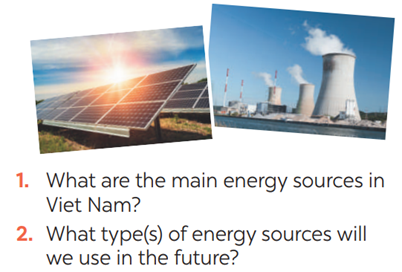 1. What are the main energy sources in
Viet Nam?
2. What type(s) of energy sources will
we use in the future?